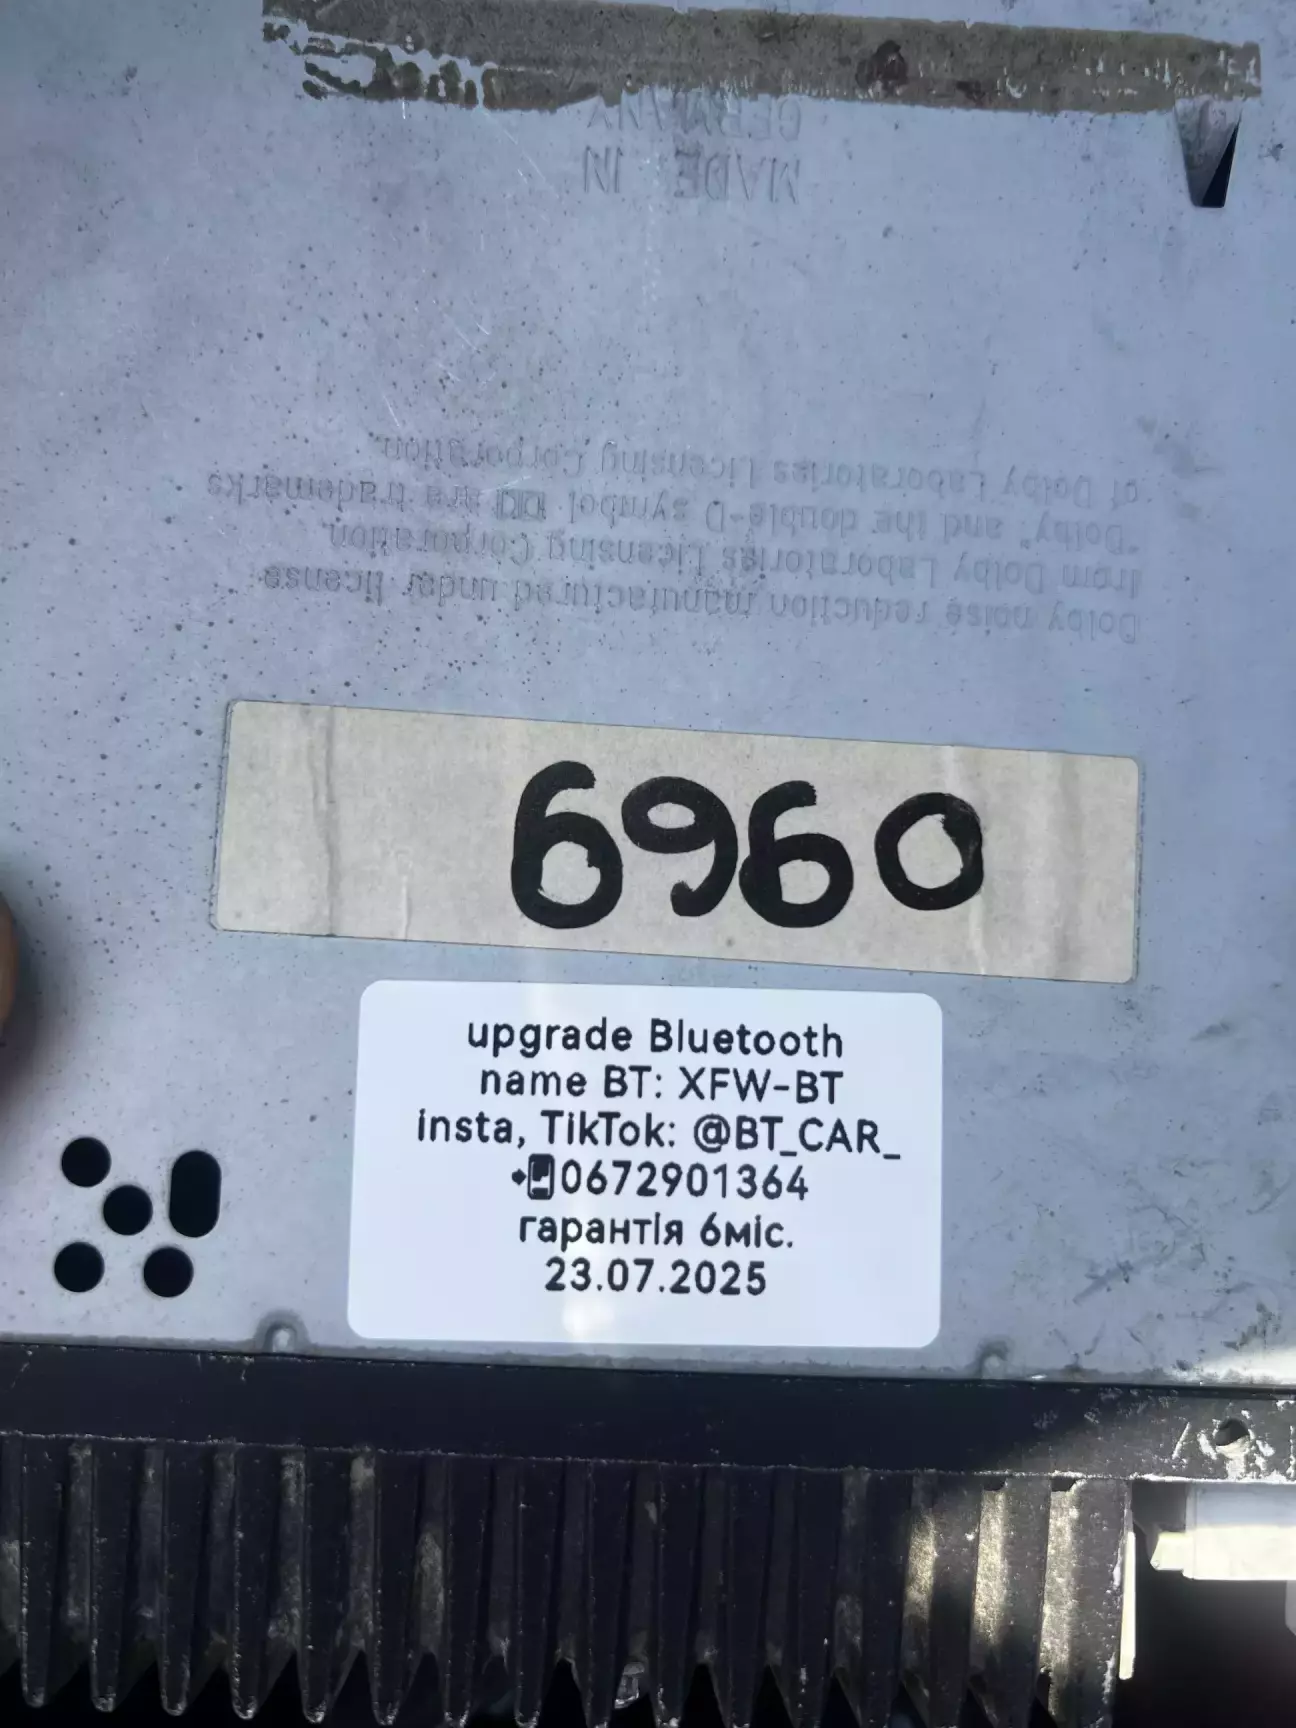 MADE IN
GERMANY
Dolby noise reduction manufactured under license
from Dolby Laboratories Licensing Corporation.
"Dolby" and the double-D symbol are trademarks
of Dolby Laboratories Licensing Corporation.
6960
upgrade Bluetooth
name BT: XFW-BT
insta, TikTok: @BT_CAR_
0672901364
гарантія 6міс.
23.07.2025